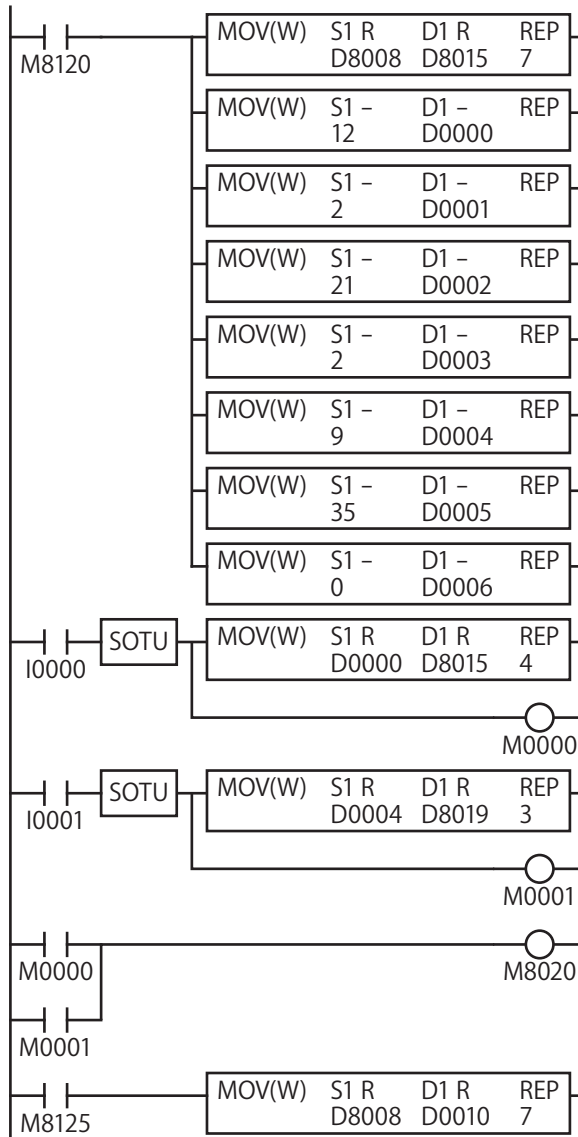 MOV(W) S1 R D1 R REP
D8008 D8015 7
M8120
MOV(W) S1 – D1 – REP
12 D0000
MOV(W) S1 – D1 – REP
2 D0001
MOV(W) S1 – D1 – REP
21 D0002
MOV(W) S1 – D1 – REP
2 D0003
MOV(W) S1 – D1 – REP
9 D0004
MOV(W) S1 – D1 – REP
35 D0005
MOV(W) S1 – D1 – REP
0 D0006
SOTU MOV(W) S1 R D1 R REP
I0000 D0000 D8015 4
M0000
SOTU MOV(W) S1 R D1 R REP
I0001 D0004 D8019 3
M0001
M0000 M8020
M0001
MOV(W) S1 R D1 R REP
M8125 D8008 D0010 7